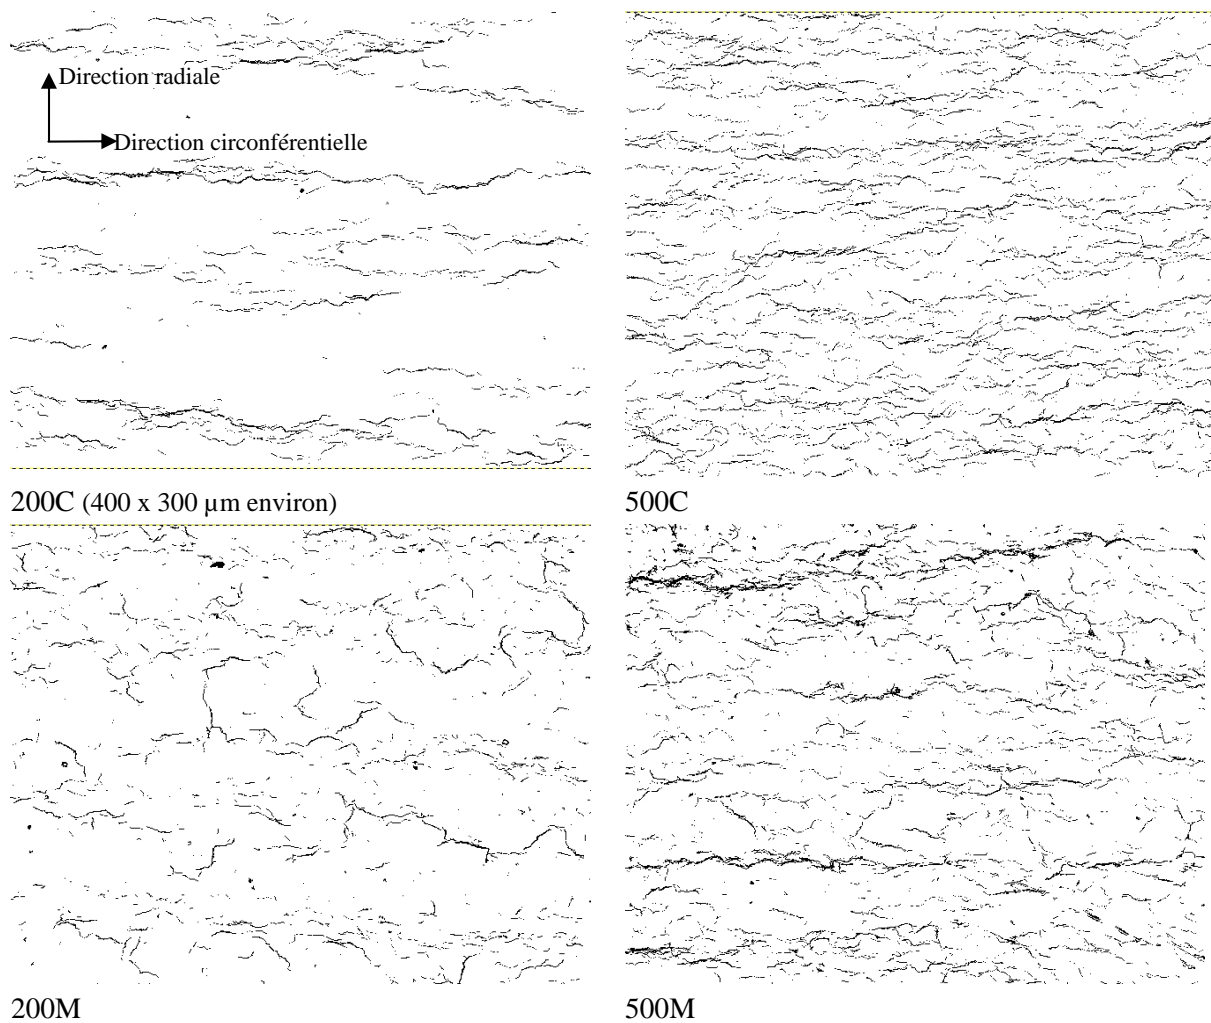 Direction radiale
Direction circonférentielle
200C (400 x 300 µm environ)
500C
200M
500M